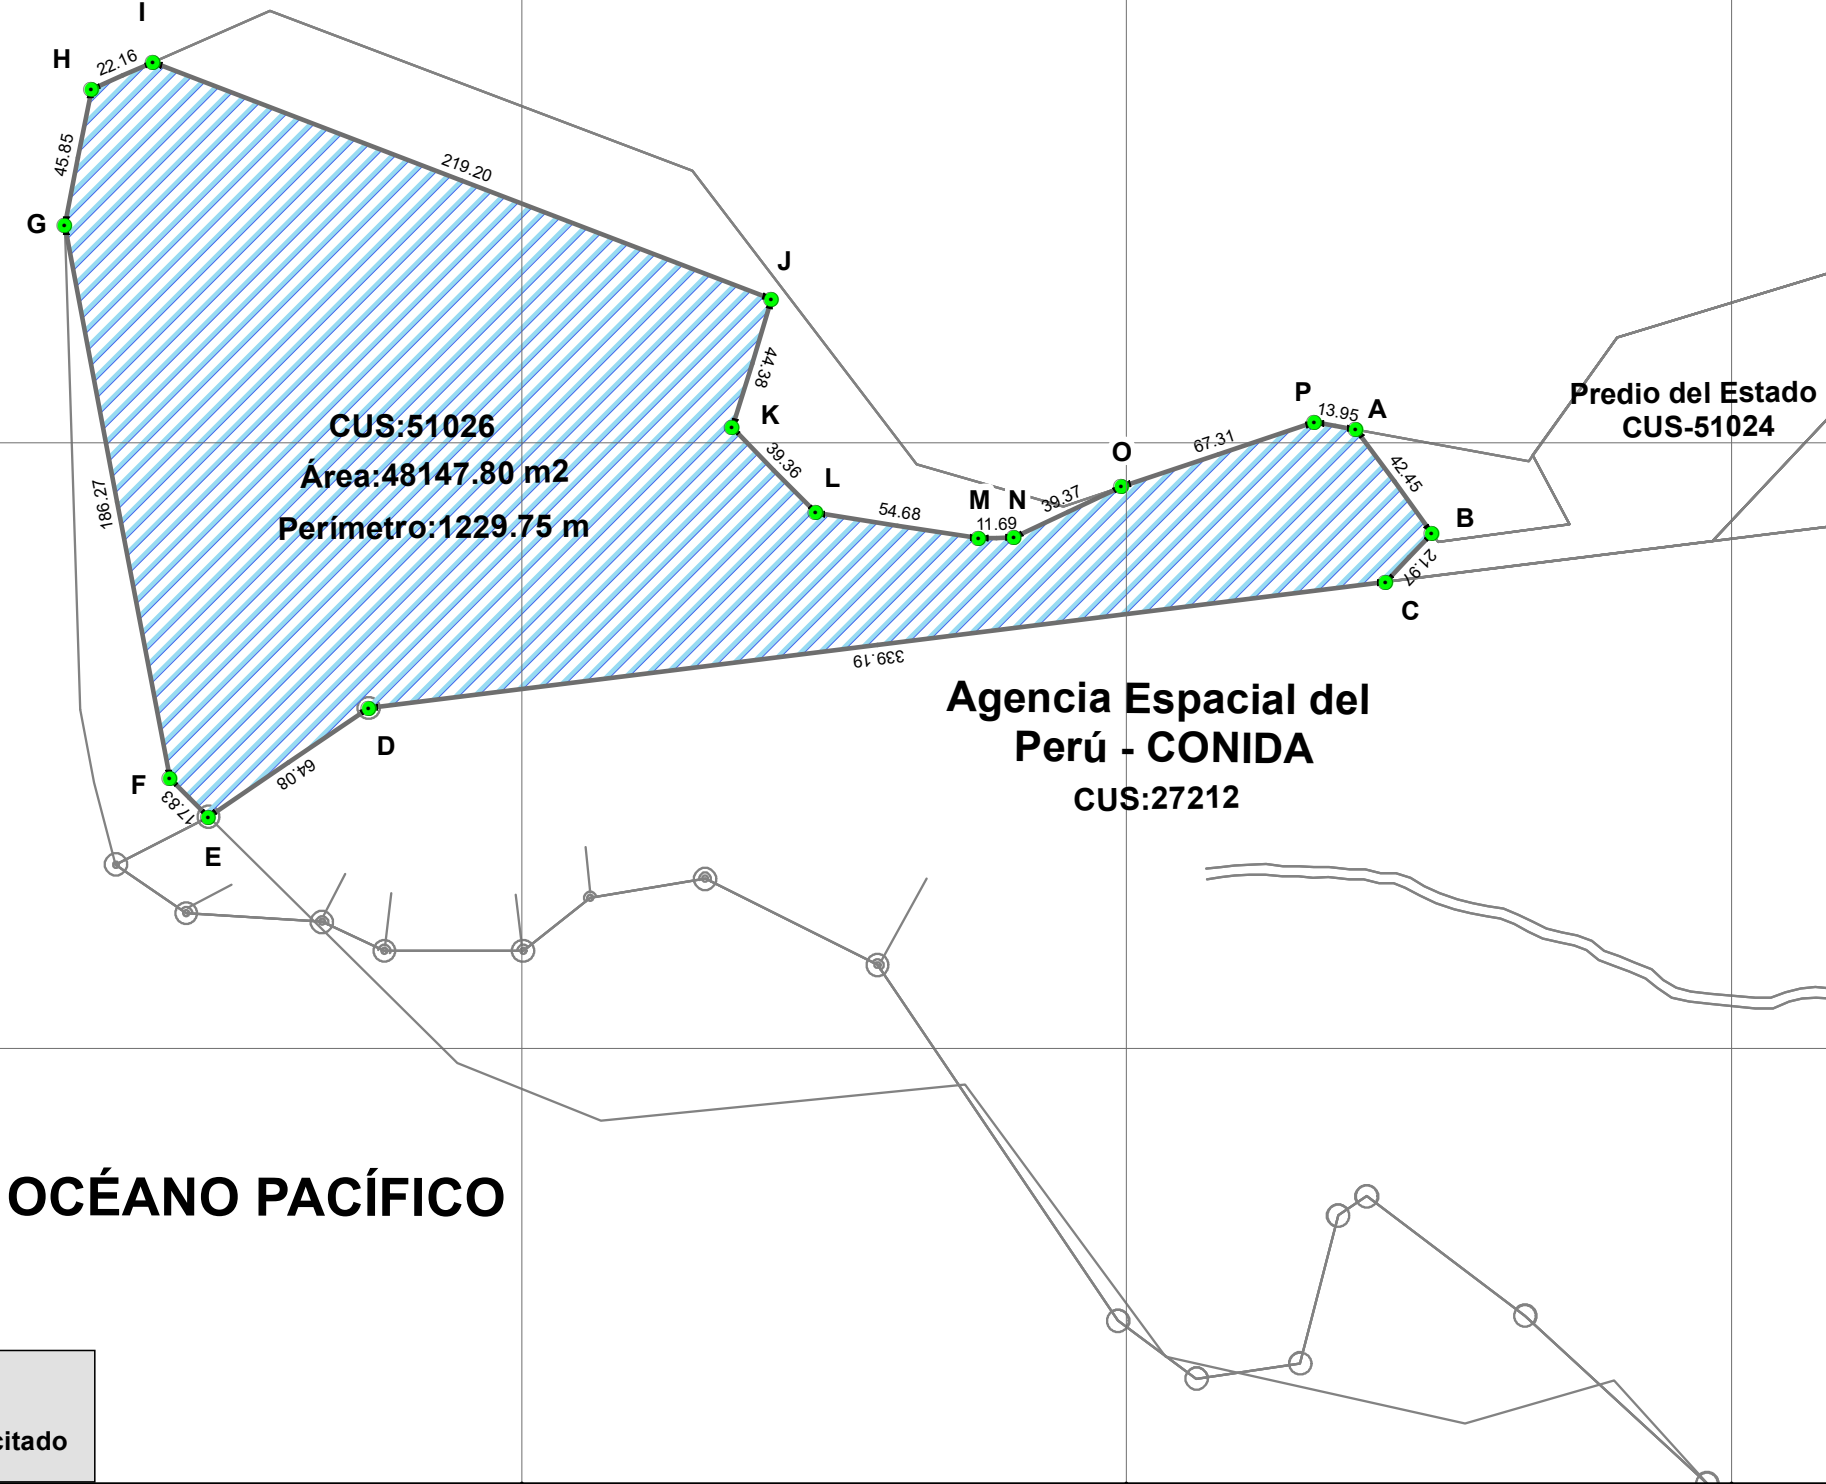 I
H
22.16
45.85
219.20
G
J
44.38
K
P
13.95
A
Predio del Estado
CUS-51024
CUS:51026
Área:48147.80 m2
Perímetro:1229.75 m
39.36
L
O
67.31
42.45
186.27
54.68
M
N
11.69
39.37
B
21.97
C
339.19
Agencia Espacial del
Perú - CONIDA
CUS:27212
D
64.08
F
17.83
E
OCÉANO PACÍFICO
citado